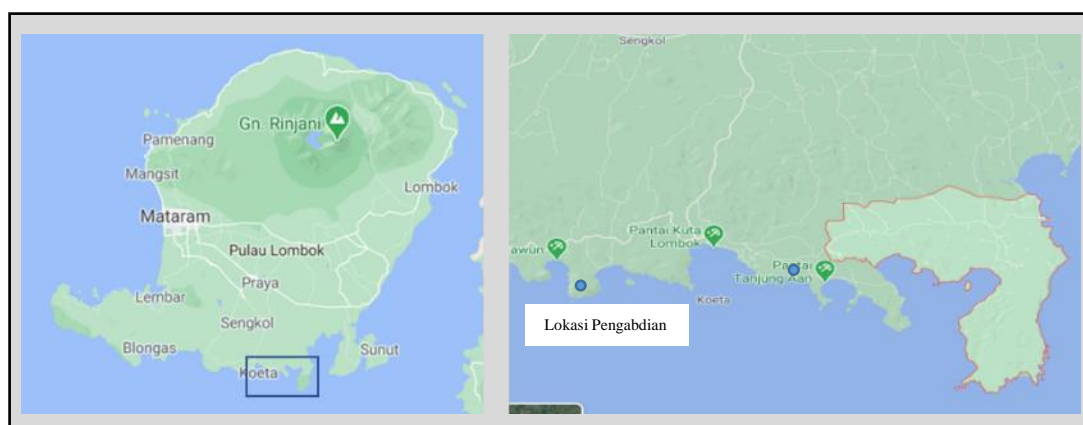 Gn. Rinjani
Pamenang
Mangsit
Lombok
Mataram
Pulau Lombok
Praya
Lembar
Sengkol
Blongas
Sunut
Koeta
Sengkol
Pantai Kuta
Lombok
awun
Pantai
Tanjung Aan
Koeta
Lokasi Pengabdian